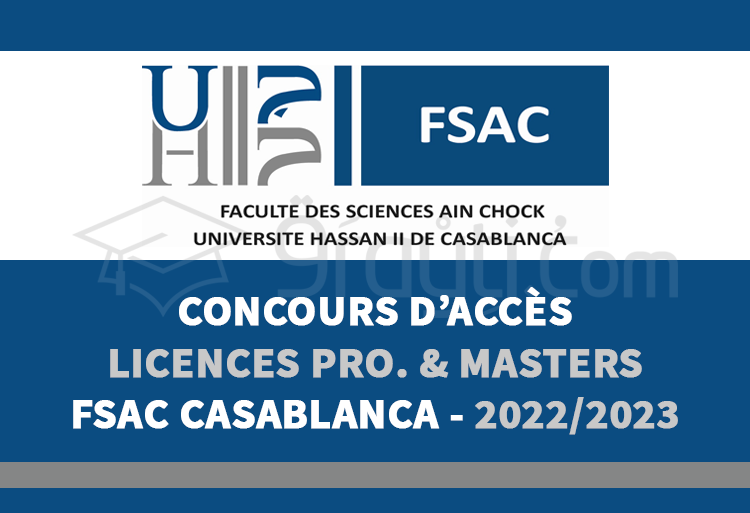 UH
FSAC
FACULTE DES SCIENCES AIN CHOCK
UNIVERSITE HASSAN II DE CASABLANCA
CONCOURS D’ACCÈS
LICENCES PRO. & MASTERS
FSAC CASABLANCA - 2022/2023